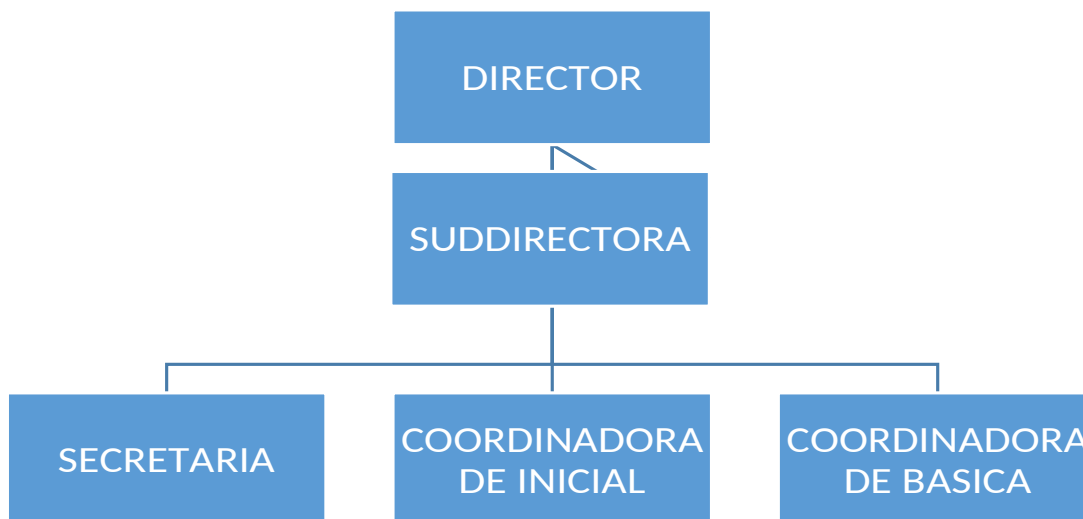 DIRECTOR
SUDDIRECTORA
SECRETARIA
COORDINADORA
DE INICIAL
COORDINADORA
DE BASICA